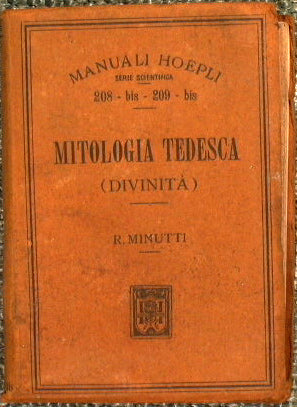 MANUALI HOEPLI
SERIE SCIENTIFICA
208 - bis - 209 - bis
MITOLOGIA TEDESCA
(DIVINITÀ)
R. MINUTTI